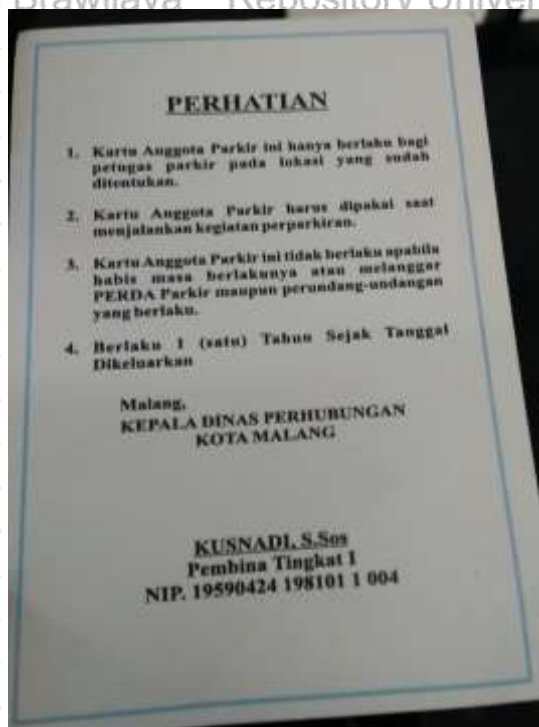 Brawijaya Repository Univer
PERHATIAN
1. Kartu Anggota Parkir ini hanya berlaku bagi
petugas parkir pada lokasi yang sudah
ditentukan.
2. Kartu Anggota Parkir harus dipakai saat
menjalankan kegiatan perparkiran.
3. Kartu Anggota Parkir ini tidak berlaku apabila
habis masa berlakunya atau melanggar
PERDA Parkir maupun perundang-undangan
yang berlaku.
4. Berlaku 1 (satu) Tahun Sejak Tanggal
Dikeluarkan
Malang,
KEPALA DINAS PERHUBUNGAN
KOTA MALANG
KUSNADI, S.Sos
Pembina Tingkat I
NIP. 19590424 198101 1 004